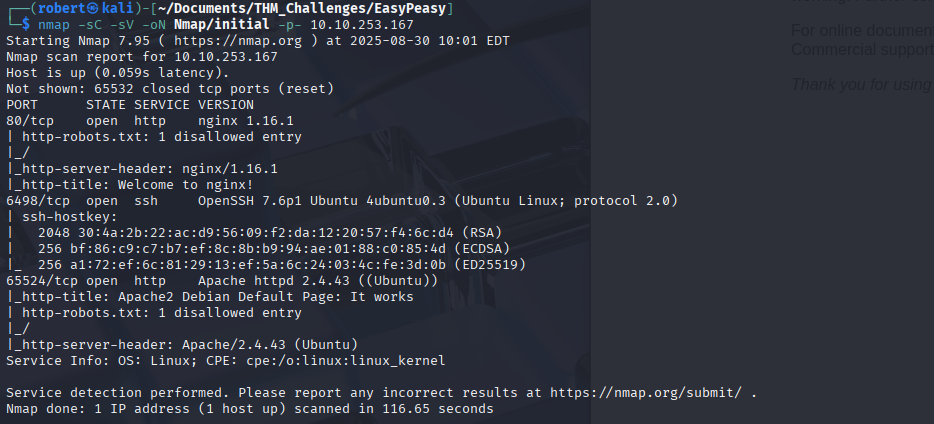 ┌──(robert㉿kali)-[~/Documents/THM_Challenges/EasyPeasy]
└─$ nmap -sC -sV -oN Nmap/initial -p- 10.10.253.167
Starting Nmap 7.95 ( https://nmap.org ) at 2025-08-30 10:01 EDT
Nmap scan report for 10.10.253.167
Host is up (0.059s latency).
Not shown: 65532 closed tcp ports (reset)
PORT      STATE SERVICE VERSION
80/tcp    open  http    nginx 1.16.1
| http-robots.txt: 1 disallowed entry
|_/
|_http-server-header: nginx/1.16.1
|_http-title: Welcome to nginx!
6498/tcp  open  ssh     OpenSSH 7.6p1 Ubuntu 4ubuntu0.3 (Ubuntu Linux; protocol 2.0)
| ssh-hostkey:
|   2048 30:4a:2b:22:ac:d9:56:09:f2:da:12:20:57:f4:6c:d4 (RSA)
|   256 bf:86:c9:c7:b7:ef:8c:8b:b9:94:ae:01:88:c0:85:4d (ECDSA)
|_  256 a1:72:ef:6c:81:29:13:ef:5a:6c:24:03:4c:fe:3d:0b (ED25519)
65524/tcp open  http    Apache httpd 2.4.43 ((Ubuntu))
|_http-title: Apache2 Debian Default Page: It works
| http-robots.txt: 1 disallowed entry
|_/
|_http-server-header: Apache/2.4.43 (Ubuntu)
Service Info: OS: Linux; CPE: cpe:/o:linux:linux_kernel

Service detection performed. Please report any incorrect results at https://nmap.org/submit/ .
Nmap done: 1 IP address (1 host up) scanned in 116.65 seconds
For online documen
Commercial support
Thank you for using